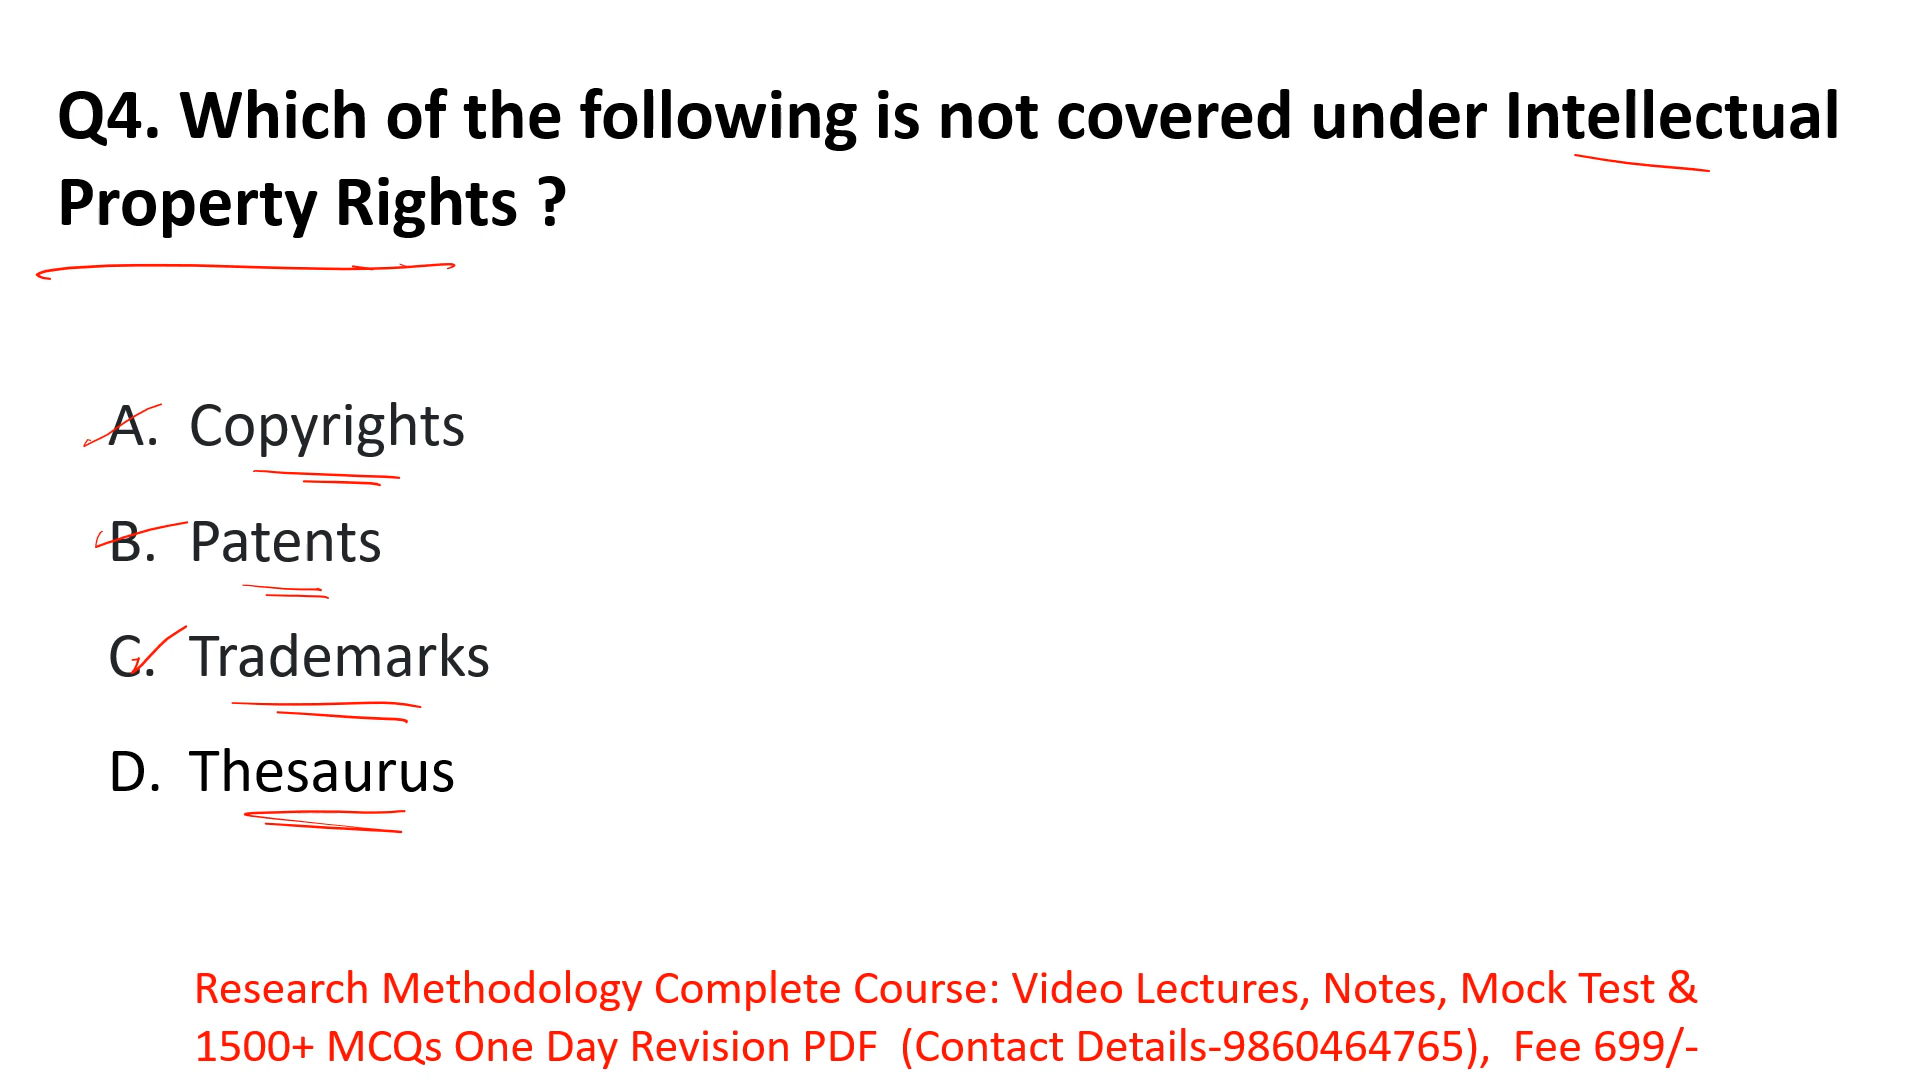 Q4. Which of the following is not covered under Intellectual
Property Rights ?
A. Copyrights
B. Patents
C. Trademarks
D. Thesaurus
Research Methodology Complete Course: Video Lectures, Notes, Mock Test &
1500+ MCQs One Day Revision PDF (Contact Details-9860464765), Fee 699/-